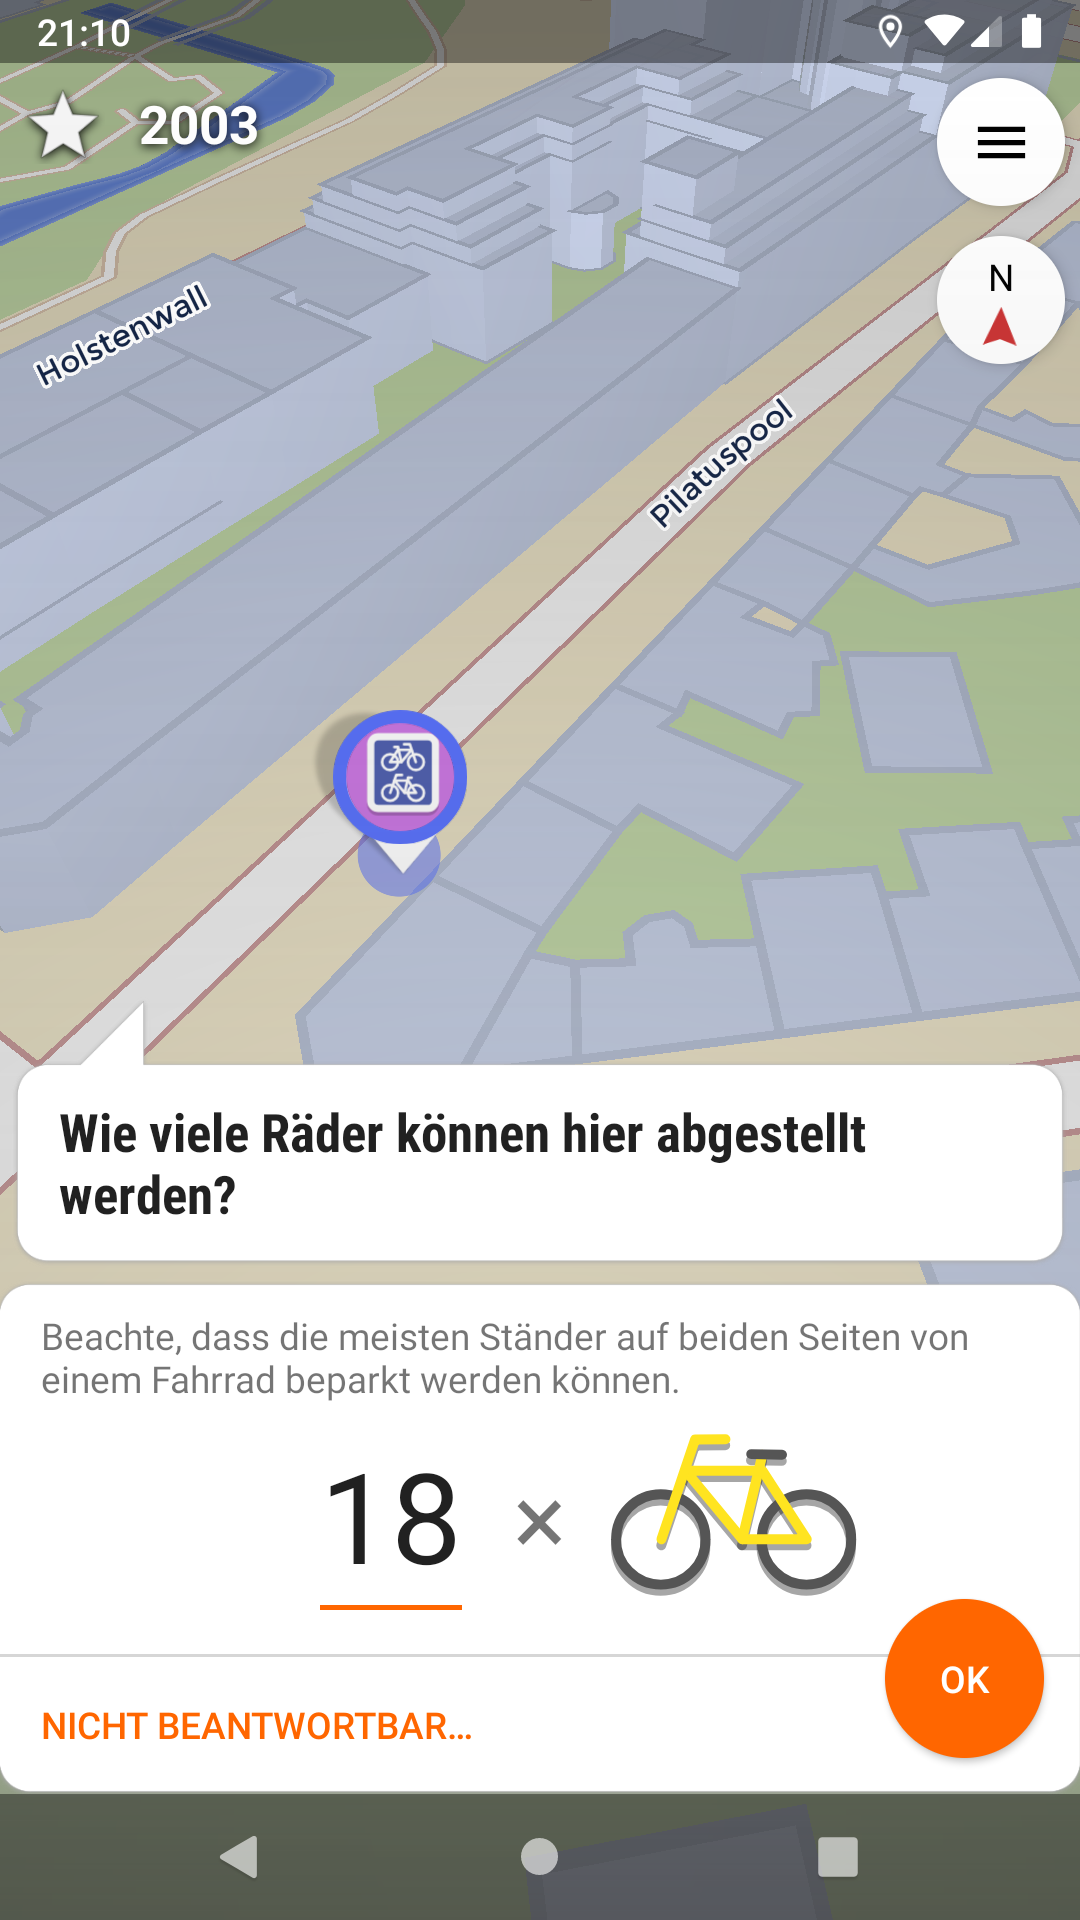 21:10
2003
N
Holstenwall
Pilatuspool
Wie viele Räder können hier abgestellt
werden?
Beachte, dass die meisten Ständer auf beiden Seiten von
einem Fahrrad beparkt werden können.
18 ×
OK
NICHT BEANTWORTBAR…